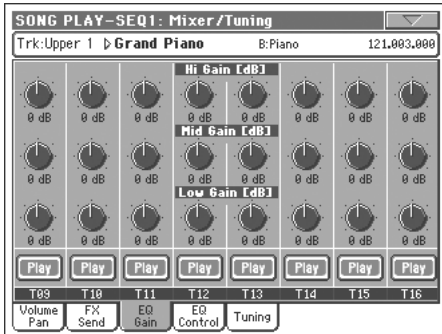 SONG PLAY-SEQ1: Mixer/Tuning
Trk:Upper 1 Grand Piano B:Piano 121.003.000
Hi Gain [dB]
0 dB 0 dB 0 dB 0 dB 0 dB 0 dB 0 dB 0 dB
Mid Gain [dB]
0 dB 0 dB 0 dB 0 dB 0 dB 0 dB 0 dB 0 dB
Low Gain [dB]
0 dB 0 dB 0 dB 0 dB 0 dB 0 dB 0 dB 0 dB
Play Play Play Play Play Play Play Play
T09 T10 T11 T12 T13 T14 T15 T16
Volume Pan FX Send EQ Gain EQ Control Tuning